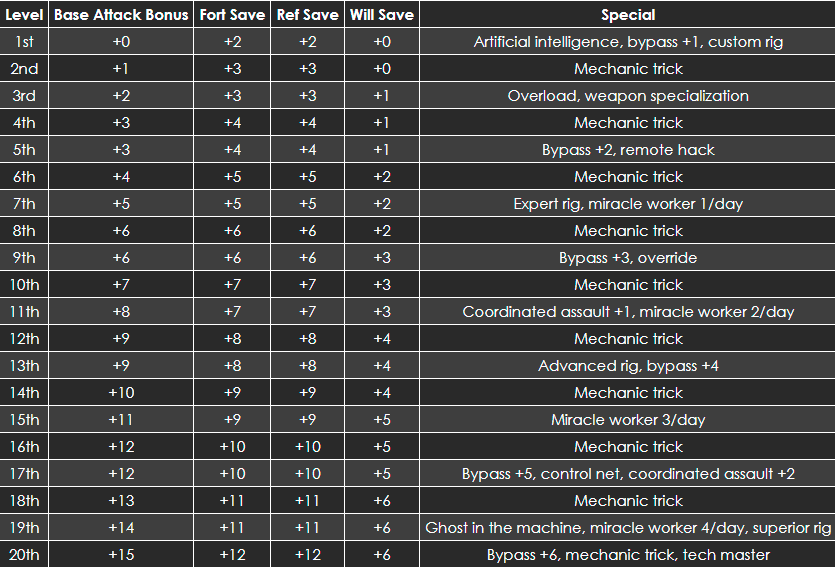 Level Base Attack Bonus Fort Save Ref Save Will Save Special
1st +0 +2 +2 +0 Artificial intelligence, bypass +1, custom rig
2nd +1 +3 +3 +0 Mechanic trick
3rd +2 +3 +3 +1 Overload, weapon specialization
4th +3 +4 +4 +1 Mechanic trick
5th +3 +4 +4 +1 Bypass +2, remote hack
6th +4 +5 +5 +2 Mechanic trick
7th +5 +5 +5 +2 Expert rig, miracle worker 1/day
8th +6 +6 +6 +2 Mechanic trick
9th +6 +6 +6 +3 Bypass +3, override
10th +7 +7 +7 +3 Mechanic trick
11th +8 +7 +7 +3 Coordinated assault +1, miracle worker 2/day
12th +9 +8 +8 +4 Mechanic trick
13th +9 +8 +8 +4 Advanced rig, bypass +4
14th +10 +9 +9 +4 Mechanic trick
15th +11 +9 +9 +5 Miracle worker 3/day
16th +12 +10 +10 +5 Mechanic trick
17th +12 +10 +10 +5 Bypass +5, control net, coordinated assault +2
18th +13 +11 +11 +6 Mechanic trick
19th +14 +11 +11 +6 Ghost in the machine, miracle worker 4/day, superior rig
20th +15 +12 +12 +6 Bypass +6, mechanic trick, tech master